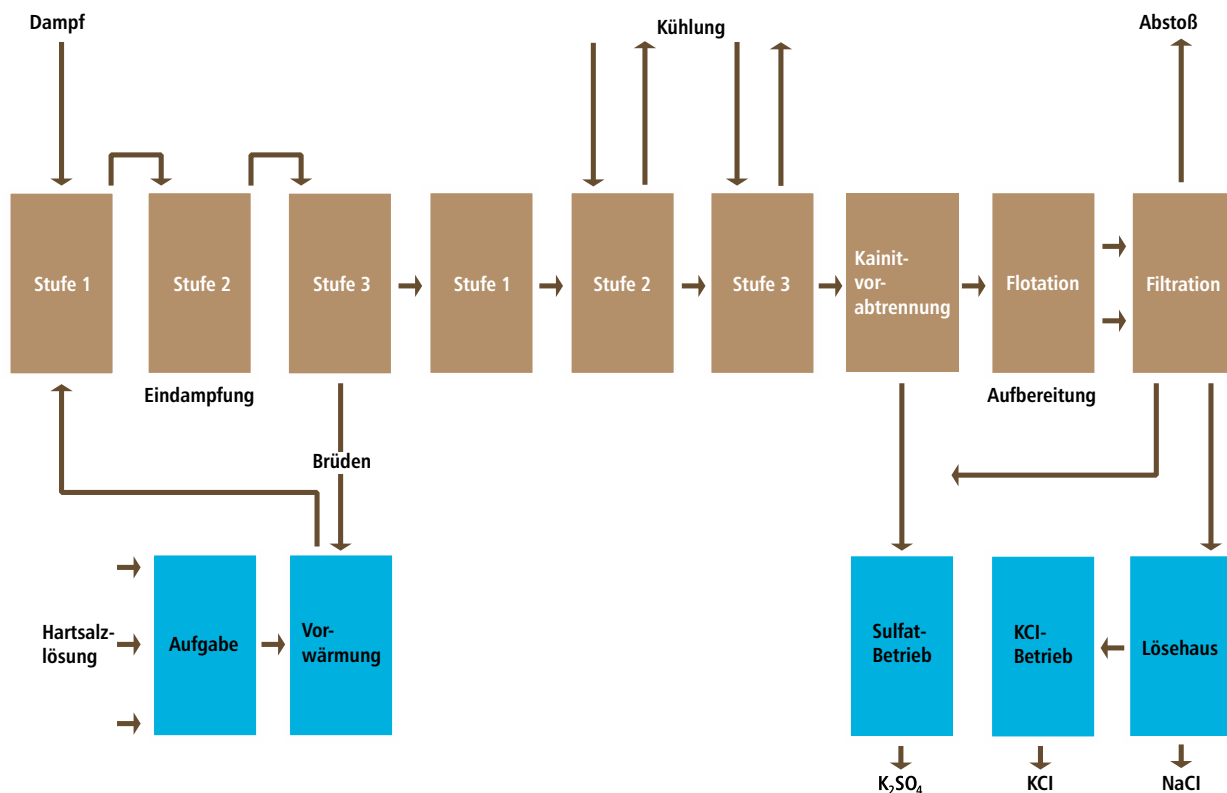 Dampf
Kühlung
Abstoß
Stufe 1
Stufe 2
Stufe 3
Stufe 1
Stufe 2
Stufe 3
Kainit-
vor-
abtrennung
Flotation
Filtration
Eindampfung
Aufbereitung
Brüden
Hartsalz-
lösung
Aufgabe
Vor-
wärmung
Sulfat-
Betrieb
KCl-
Betrieb
Lösehaus
K₂SO₄
KCl
NaCl